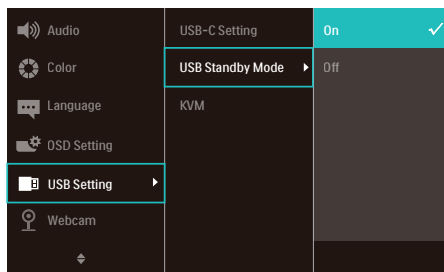 Audio
Color
Language
OSD Setting
USB Setting
Webcam
USB-C Setting
USB Standby Mode
KVM
On
Off